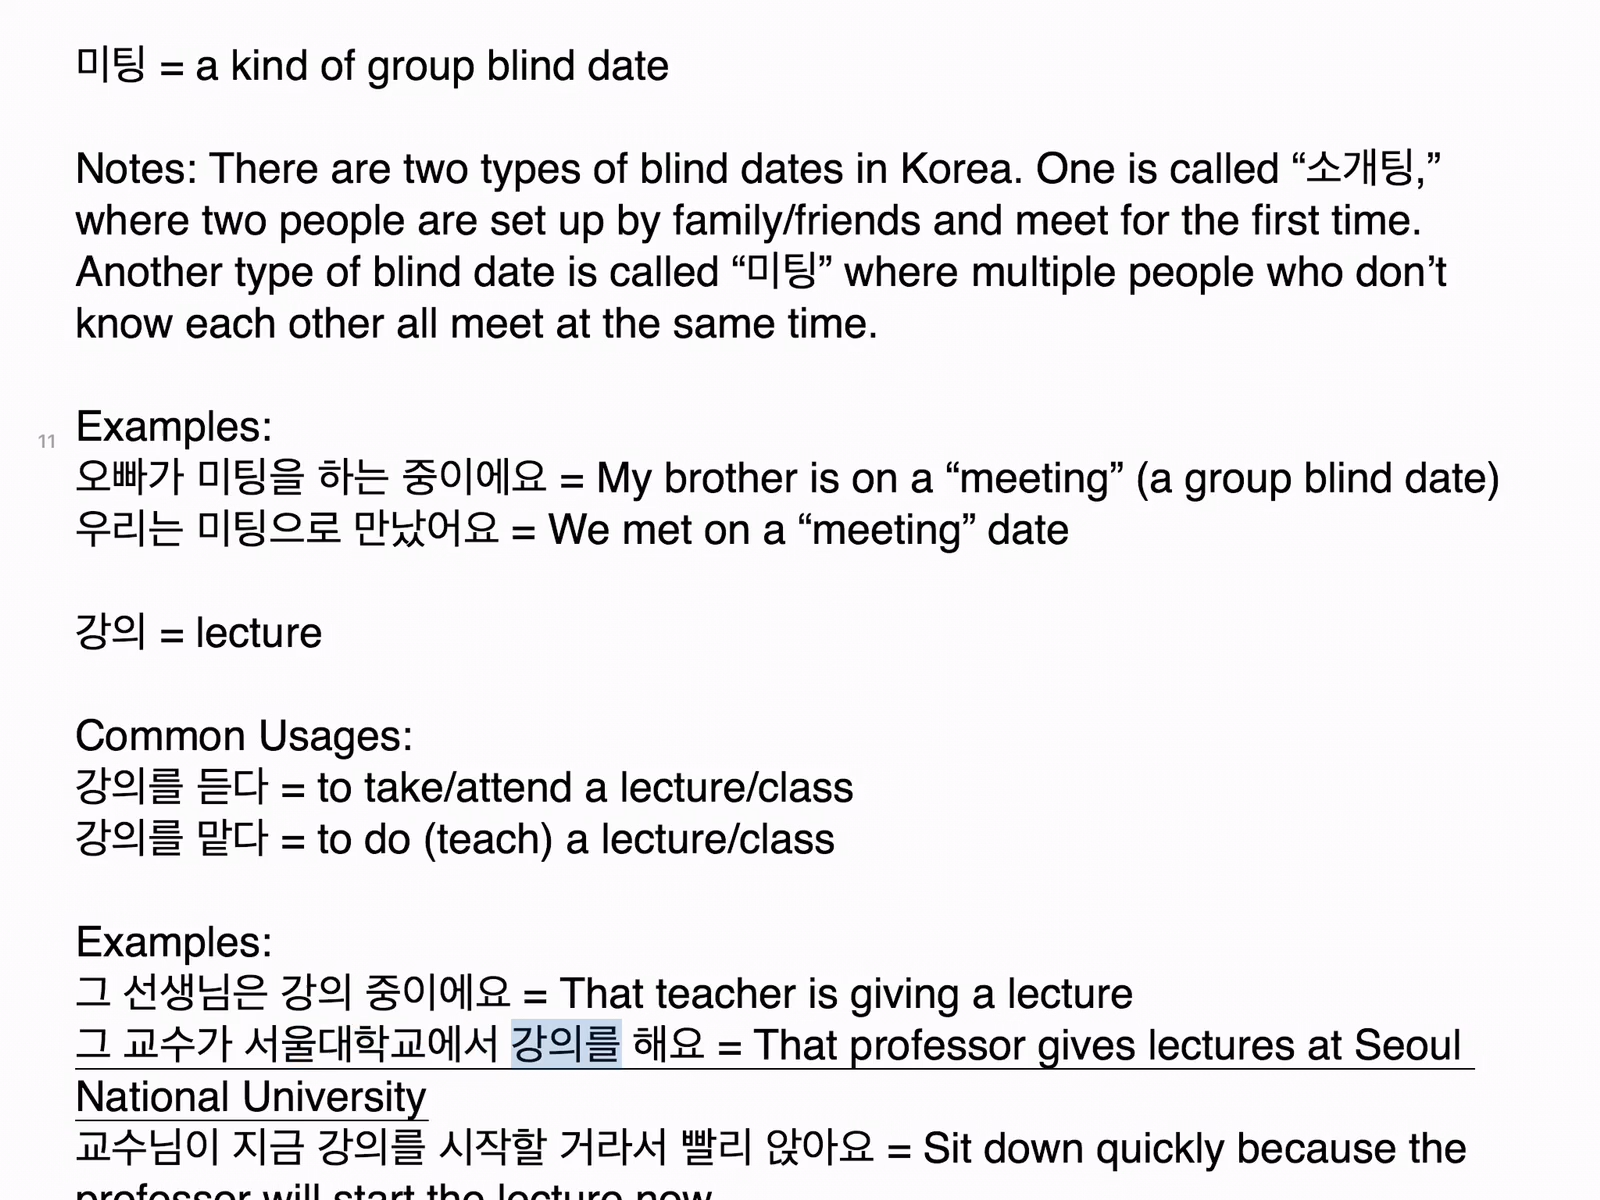 미팅 = a kind of group blind date
Notes: There are two types of blind dates in Korea. One is called “소개팅,”
where two people are set up by family/friends and meet for the first time.
Another type of blind date is called “미팅” where multiple people who don’t
know each other all meet at the same time.
Examples:
11
오빠가 미팅을 하는 중이에요 = My brother is on a “meeting” (a group blind date)
우리는 미팅으로 만났어요 = We met on a “meeting” date
강의 = lecture
Common Usages:
강의를 듣다 = to take/attend a lecture/class
강의를 맡다 = to do (teach) a lecture/class
Examples:
그 선생님은 강의 중이에요 = That teacher is giving a lecture
그 교수가 서울대학교에서 강의를 해요 = That professor gives lectures at Seoul
National University
교수님이 지금 강의를 시작할 거라서 빨리 앉아요 = Sit down quickly because the
professor will start the lecture now